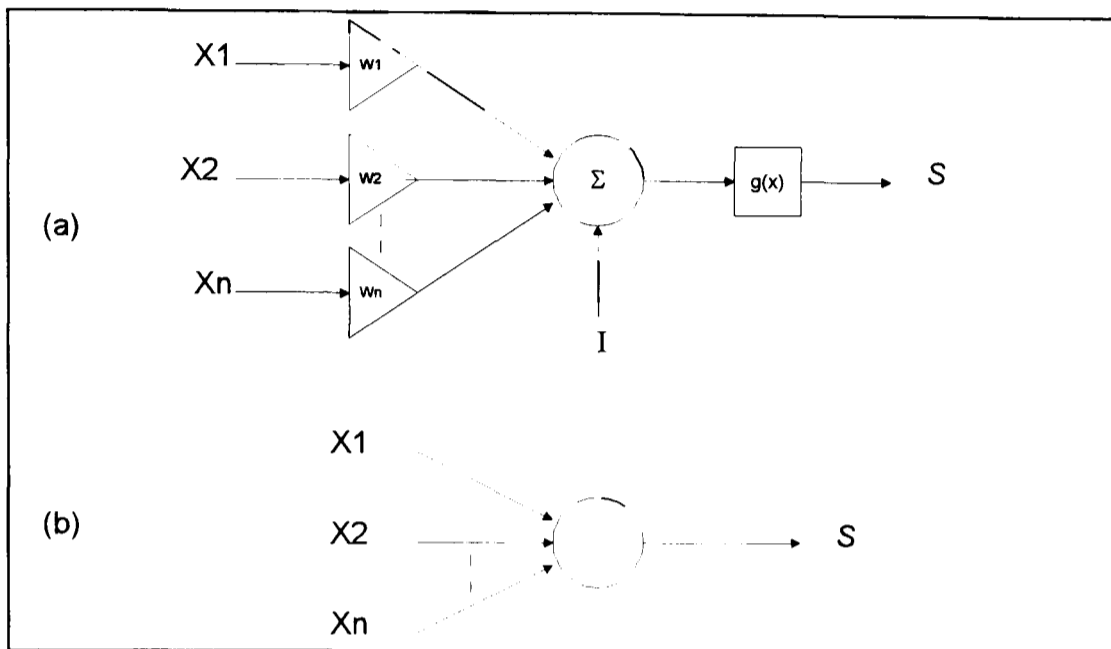 X1 W1
X2 W2 Σ g(x) S
(a)
Xn Wn
I
X1
(b) X2 S
Xn